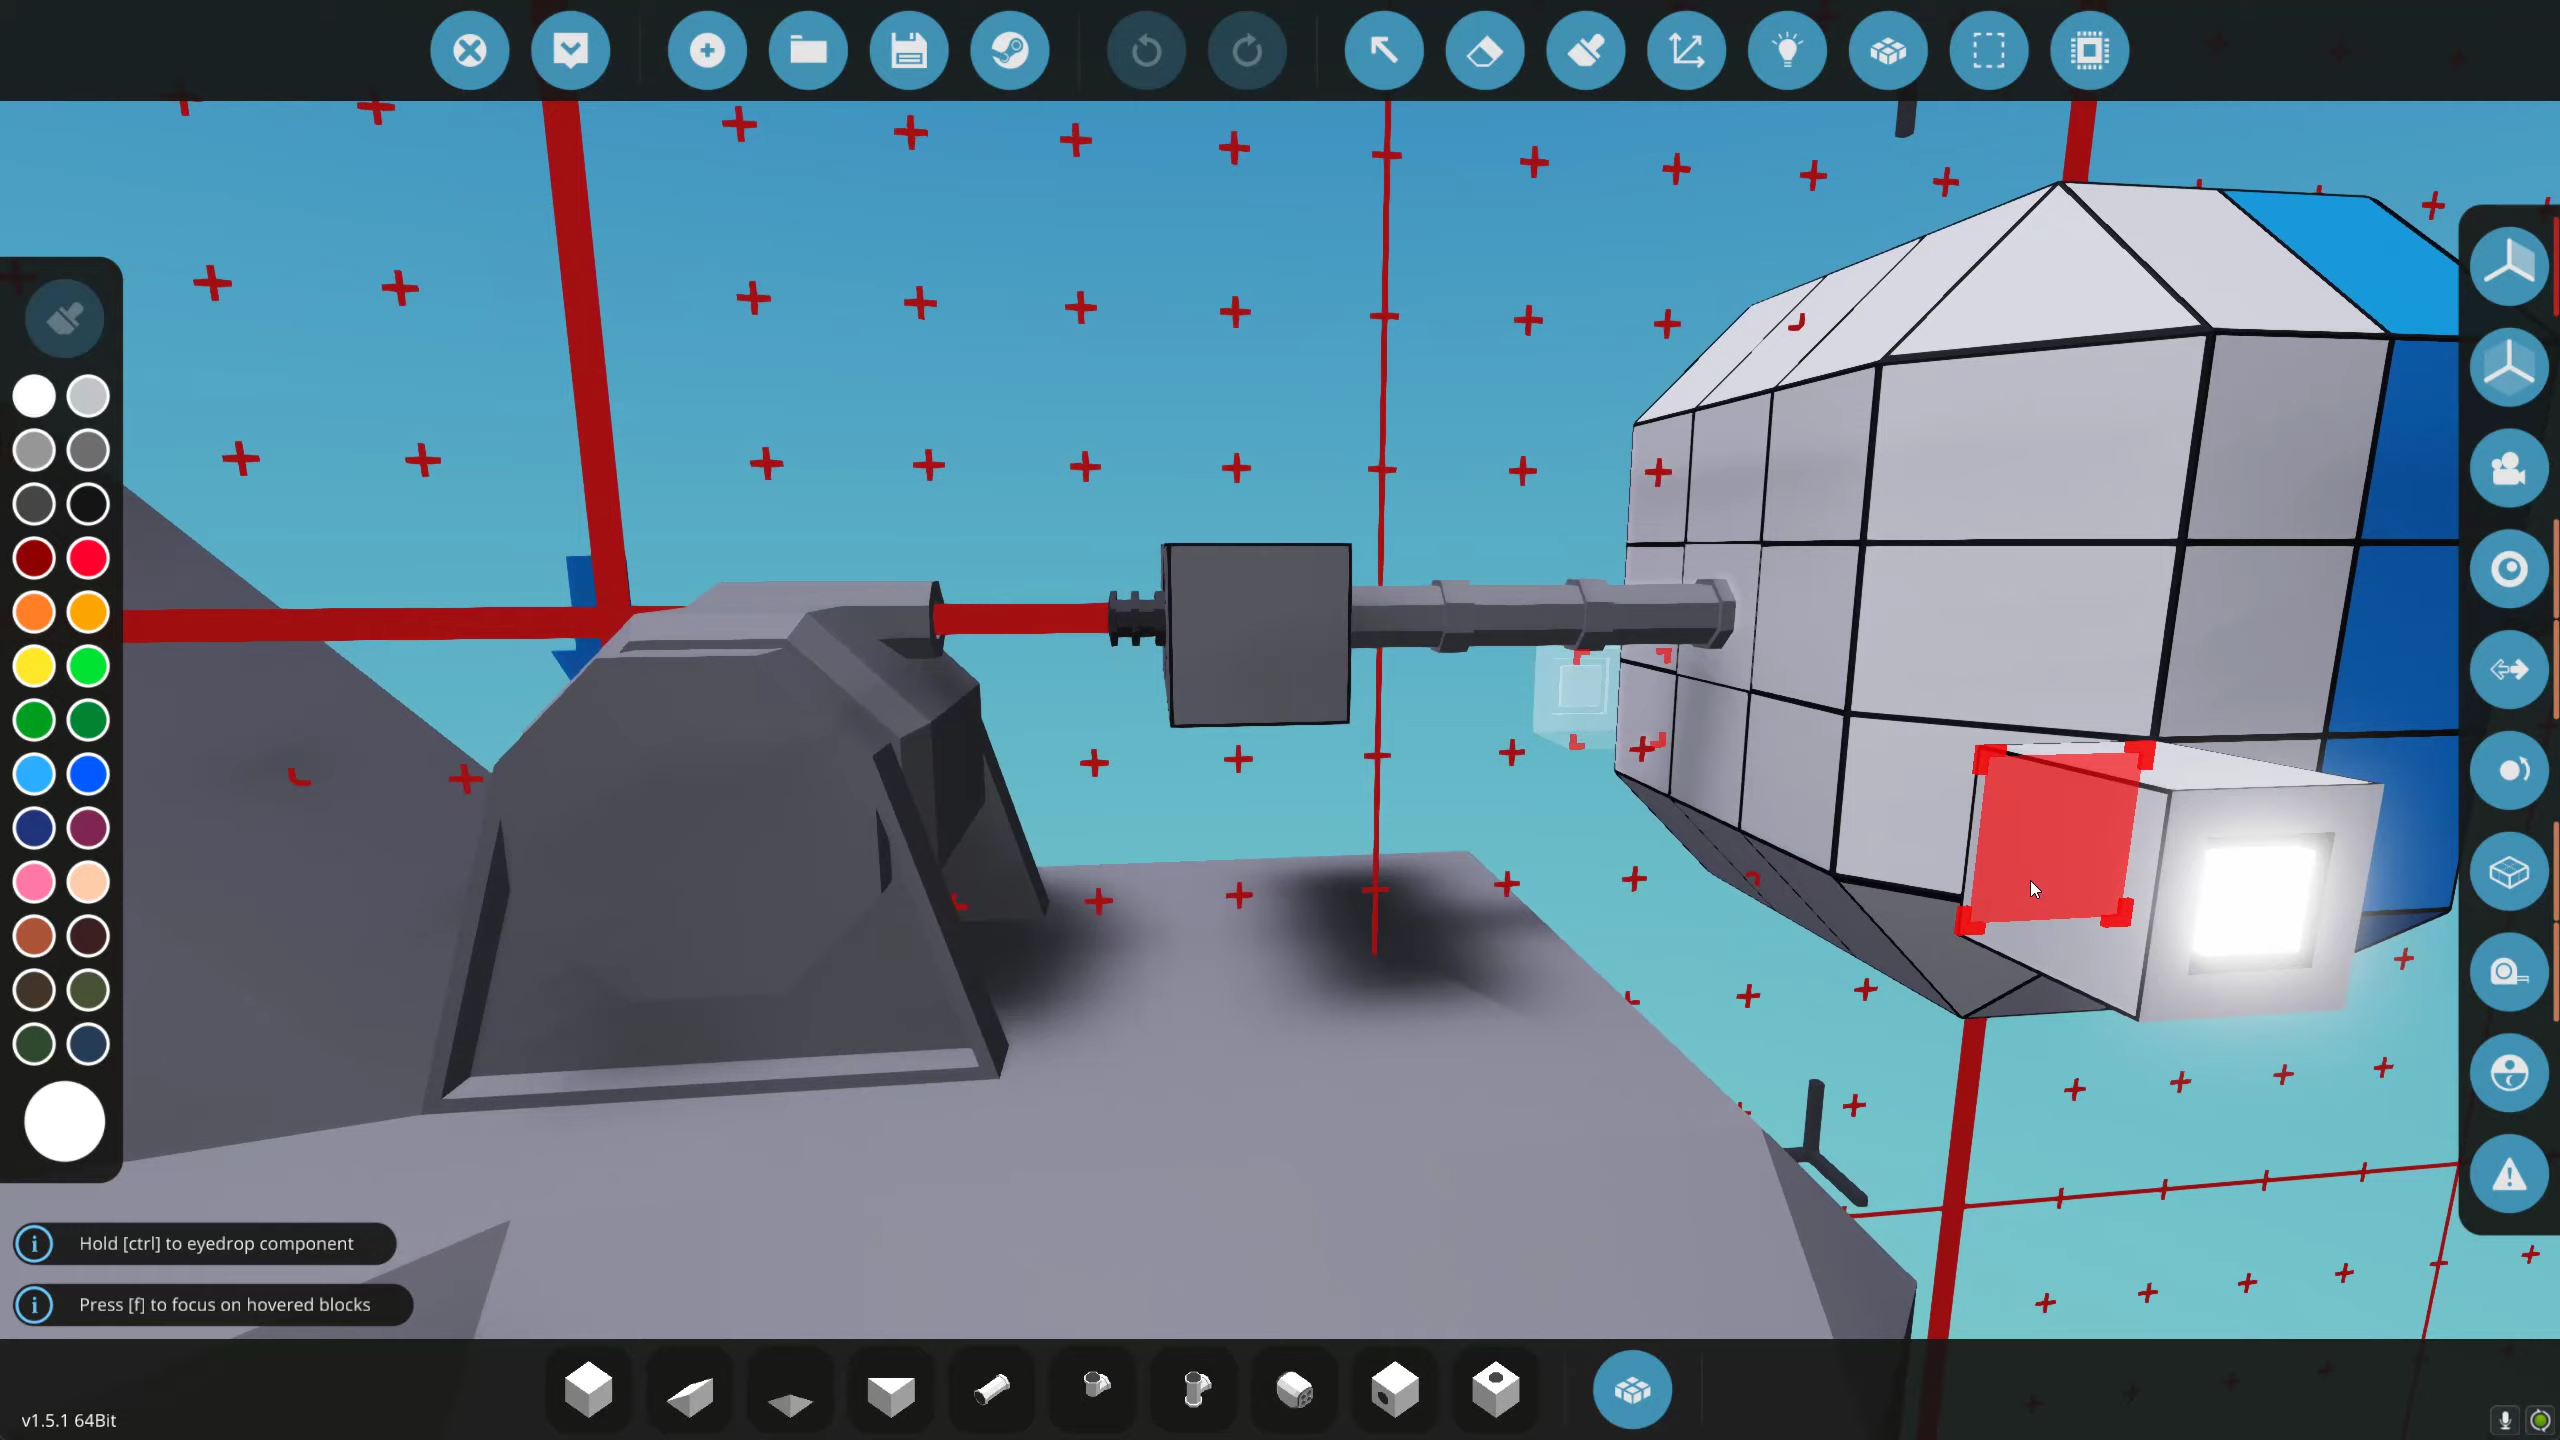 Hold [ctrl] to eyedrop component
Press [f] to focus on hovered blocks
v1.5.1 64Bit